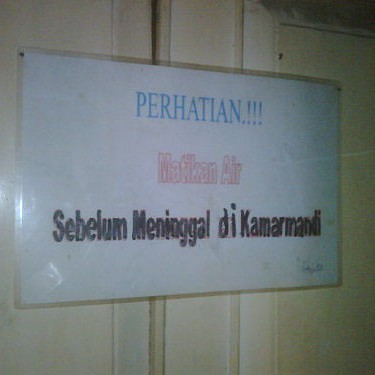 PERHATIAN.!!!
Matikan Air
Sebelum Meninggal di Kamarmandi